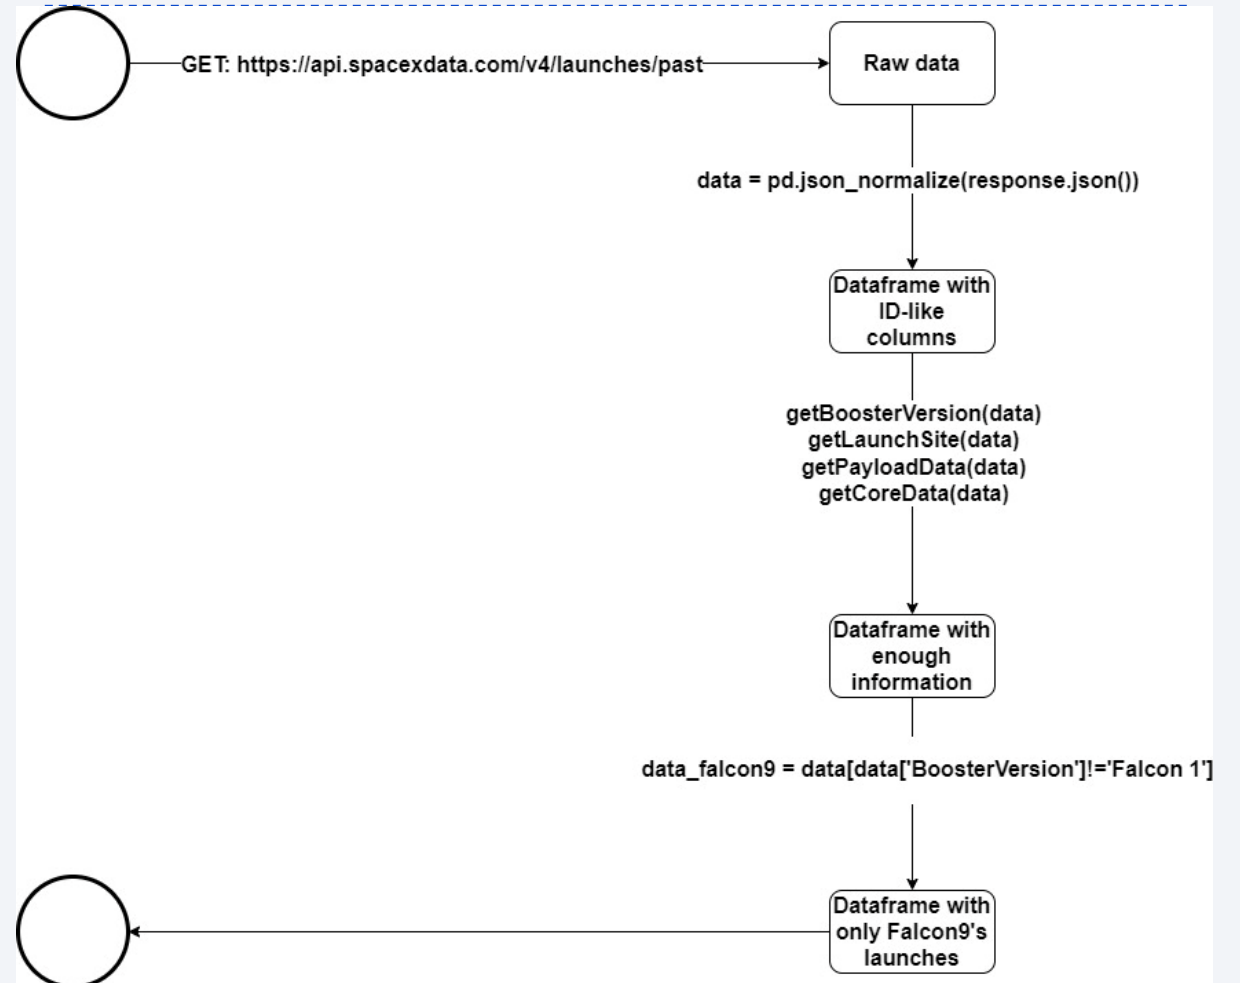 GET: https://api.spacexdata.com/v4/launches/past
Raw data
data = pd.json_normalize(response.json())
Dataframe with
ID-like
columns
getBoosterVersion(data)
getLaunchSite(data)
getPayloadData(data)
getCoreData(data)
Dataframe with
enough
information
data_falcon9 = data[data['BoosterVersion']!='Falcon 1']
Dataframe with
only Falcon9's
launches